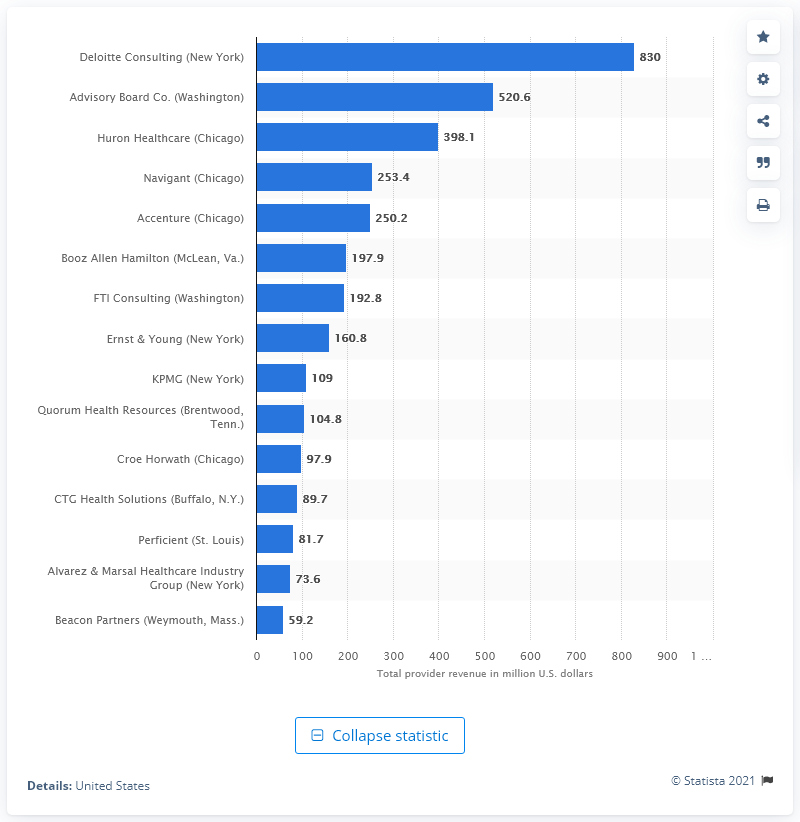 Deloitte Consulting (New York) 830
Advisory Board Co. (Washington) 520.6
Huron Healthcare (Chicago) 398.1
Navigant (Chicago) 253.4
Accenture (Chicago) 250.2
Booz Allen Hamilton (McLean, Va.) 197.9
FTI Consulting (Washington) 192.8
Ernst & Young (New York) 160.8
KPMG (New York) 109
Quorum Health Resources (Brentwood,
Tenn.) 104.8
Croe Horwath (Chicago) 97.9
CTG Health Solutions (Buffalo, N.Y.) 89.7
Perficient (St. Louis) 81.7
Alvarez & Marsal Healthcare Industry
Group (New York) 73.6
Beacon Partners (Weymouth, Mass.) 59.2
0 100 200 300 400 500 600 700 800 900 1 ...
Total provider revenue in million U.S. dollars
Collapse statistic
Details: United States
© Statista 2021